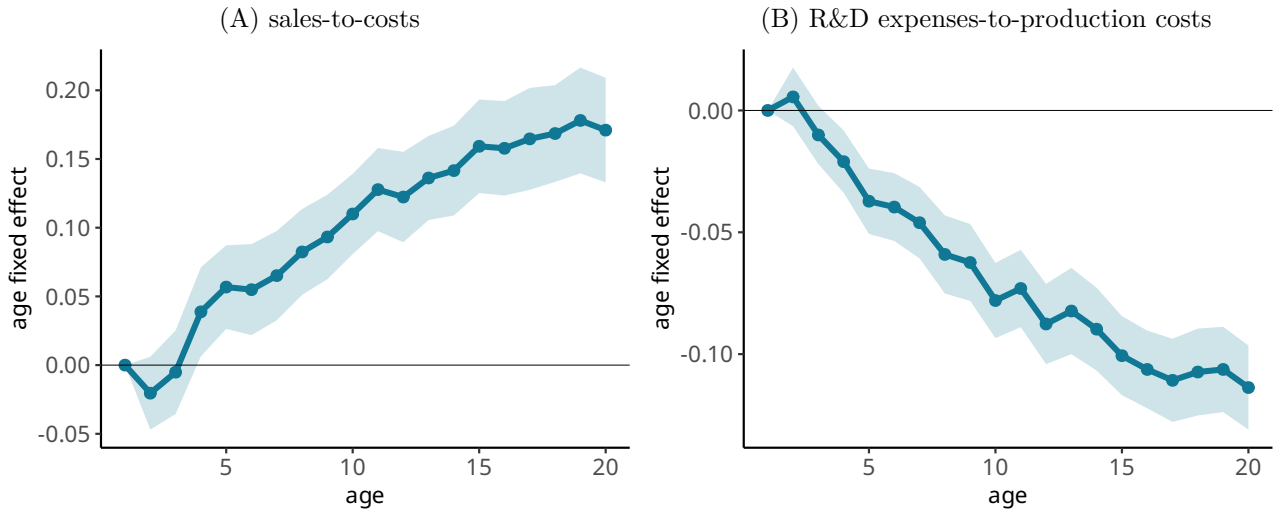 (A) sales-to-costs
0.20
0.15
0.10
0.05
0.00
-0.05
age fixed effect
5 10 15 20
age
(B) R&D expenses-to-production costs
0.00
-0.05
-0.10
age fixed effect
5 10 15 20
age